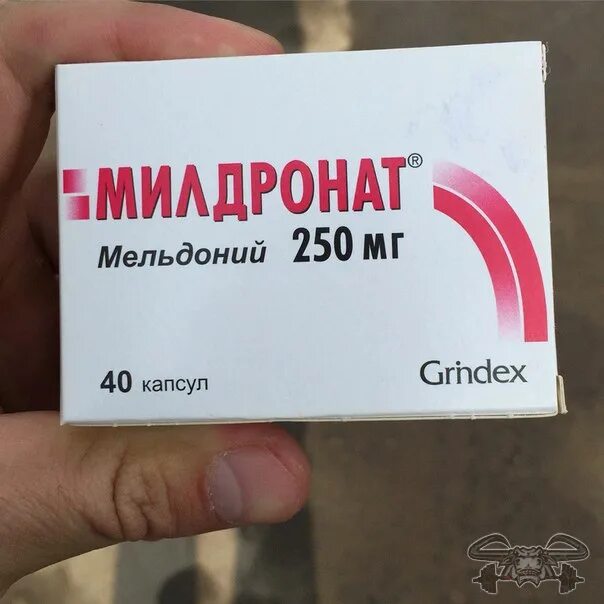 МИЛДРОНАТ®
Мельдоний 250 мг
40 капсул
Grindex